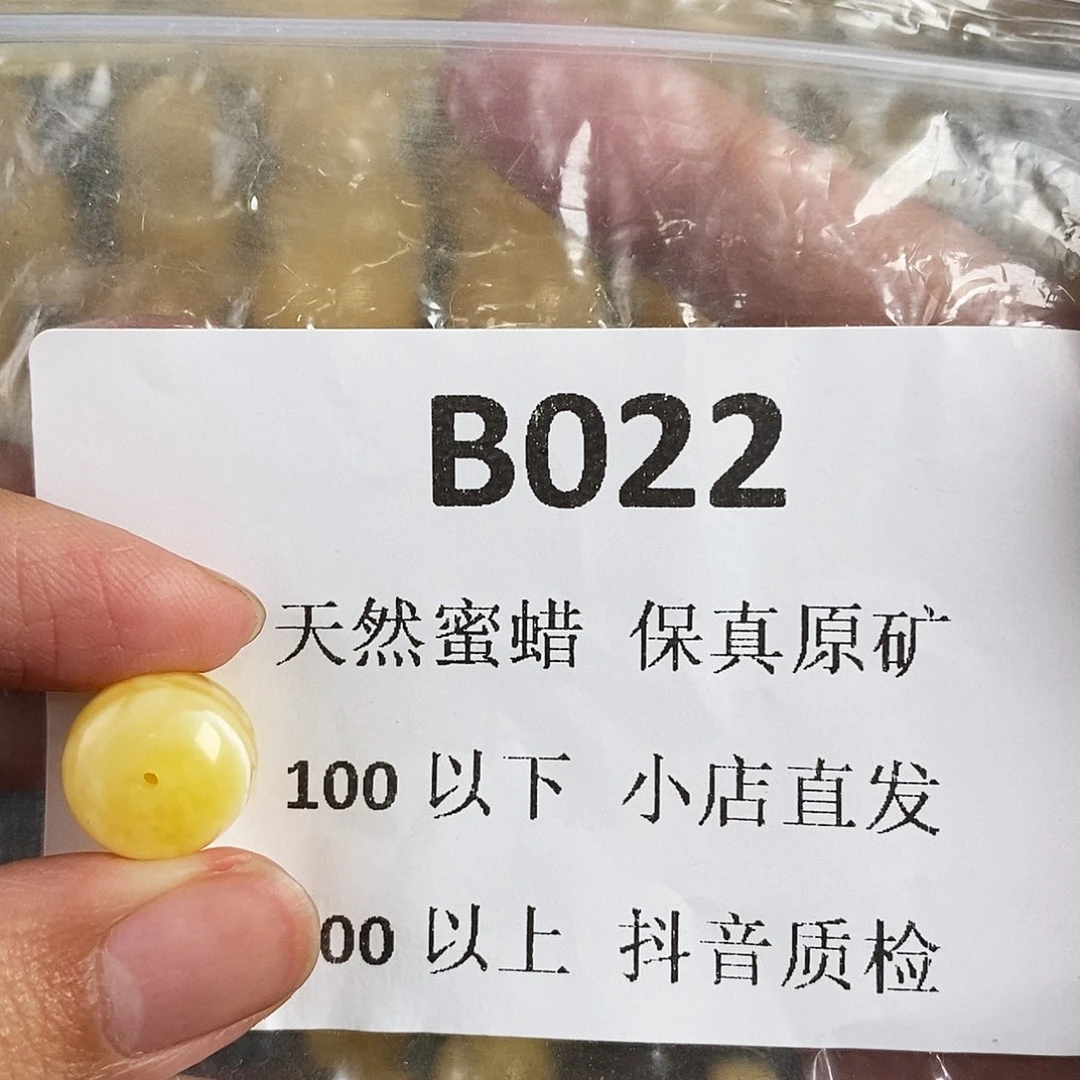 B022
天然蜜蜡 保真原矿
100 以下 小店直发
00 以上 抖音质检